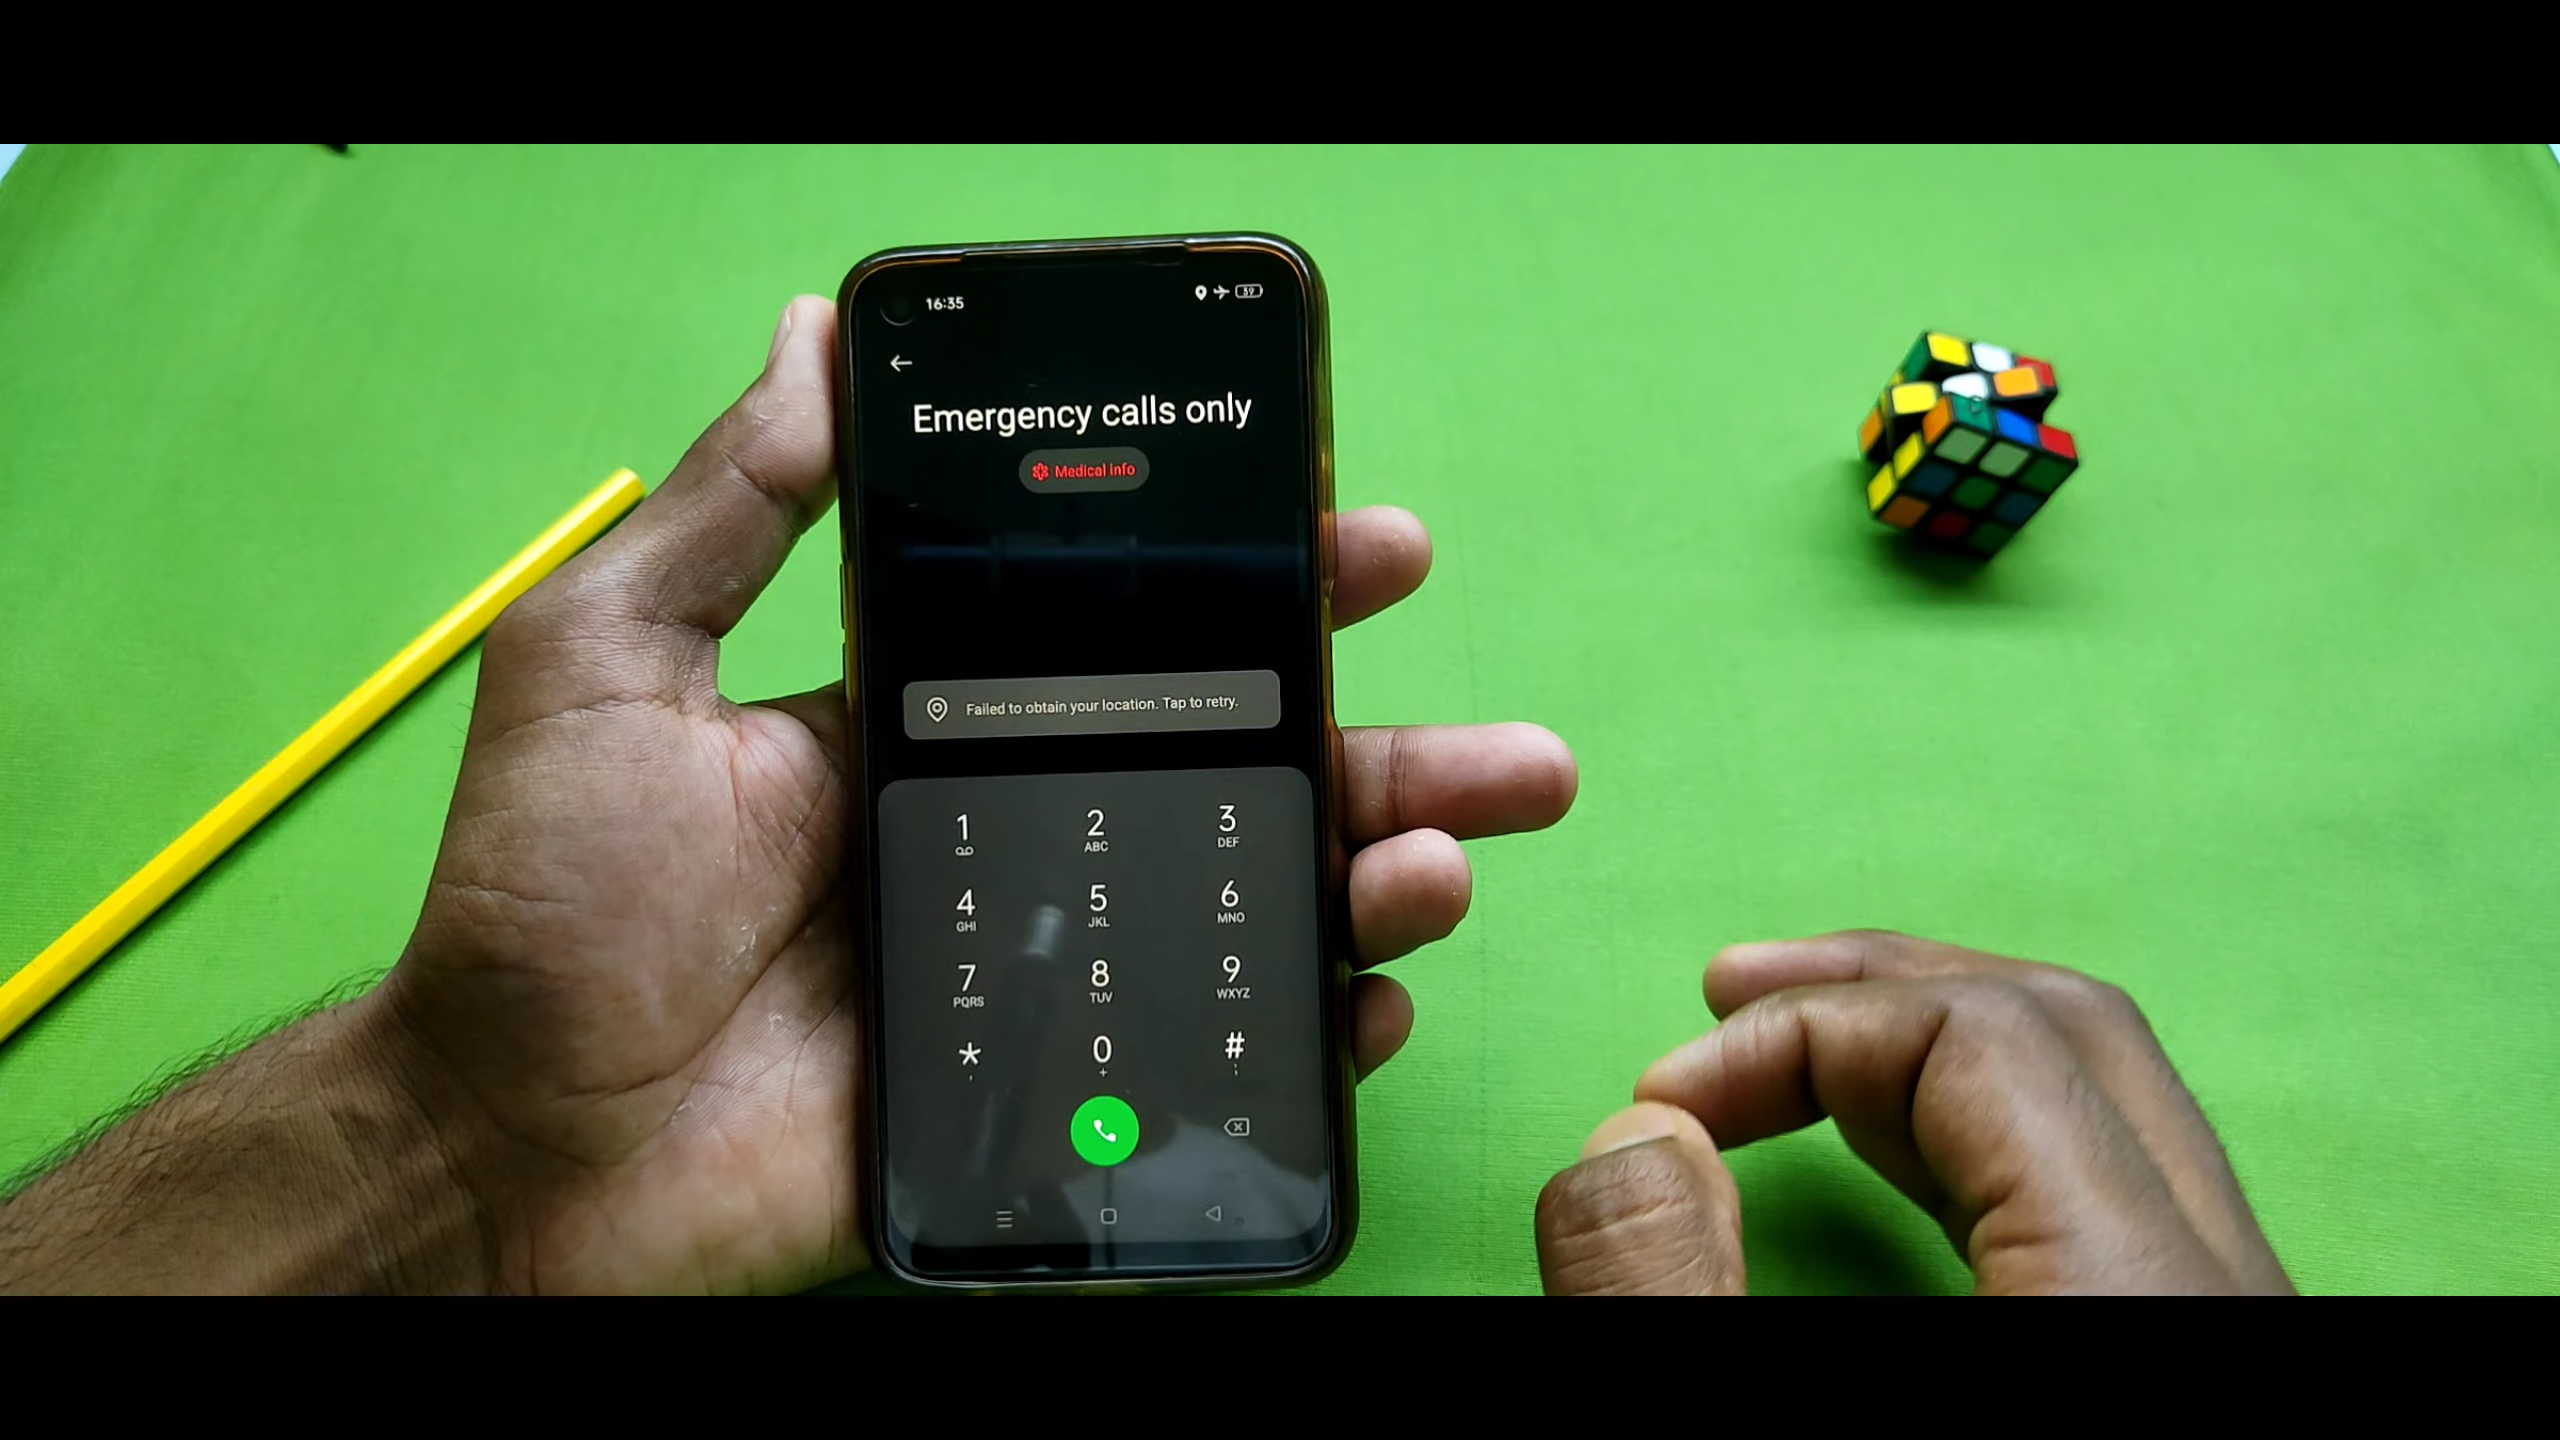 16:35
39
Emergency calls only
Medical info
Failed to obtain your location. Tap to retry.
1 2 3
ABC DEF
4 5 6
GHI JKL MNO
7 8 9
PQRS TUV WXYZ
* 0 #
, + ;